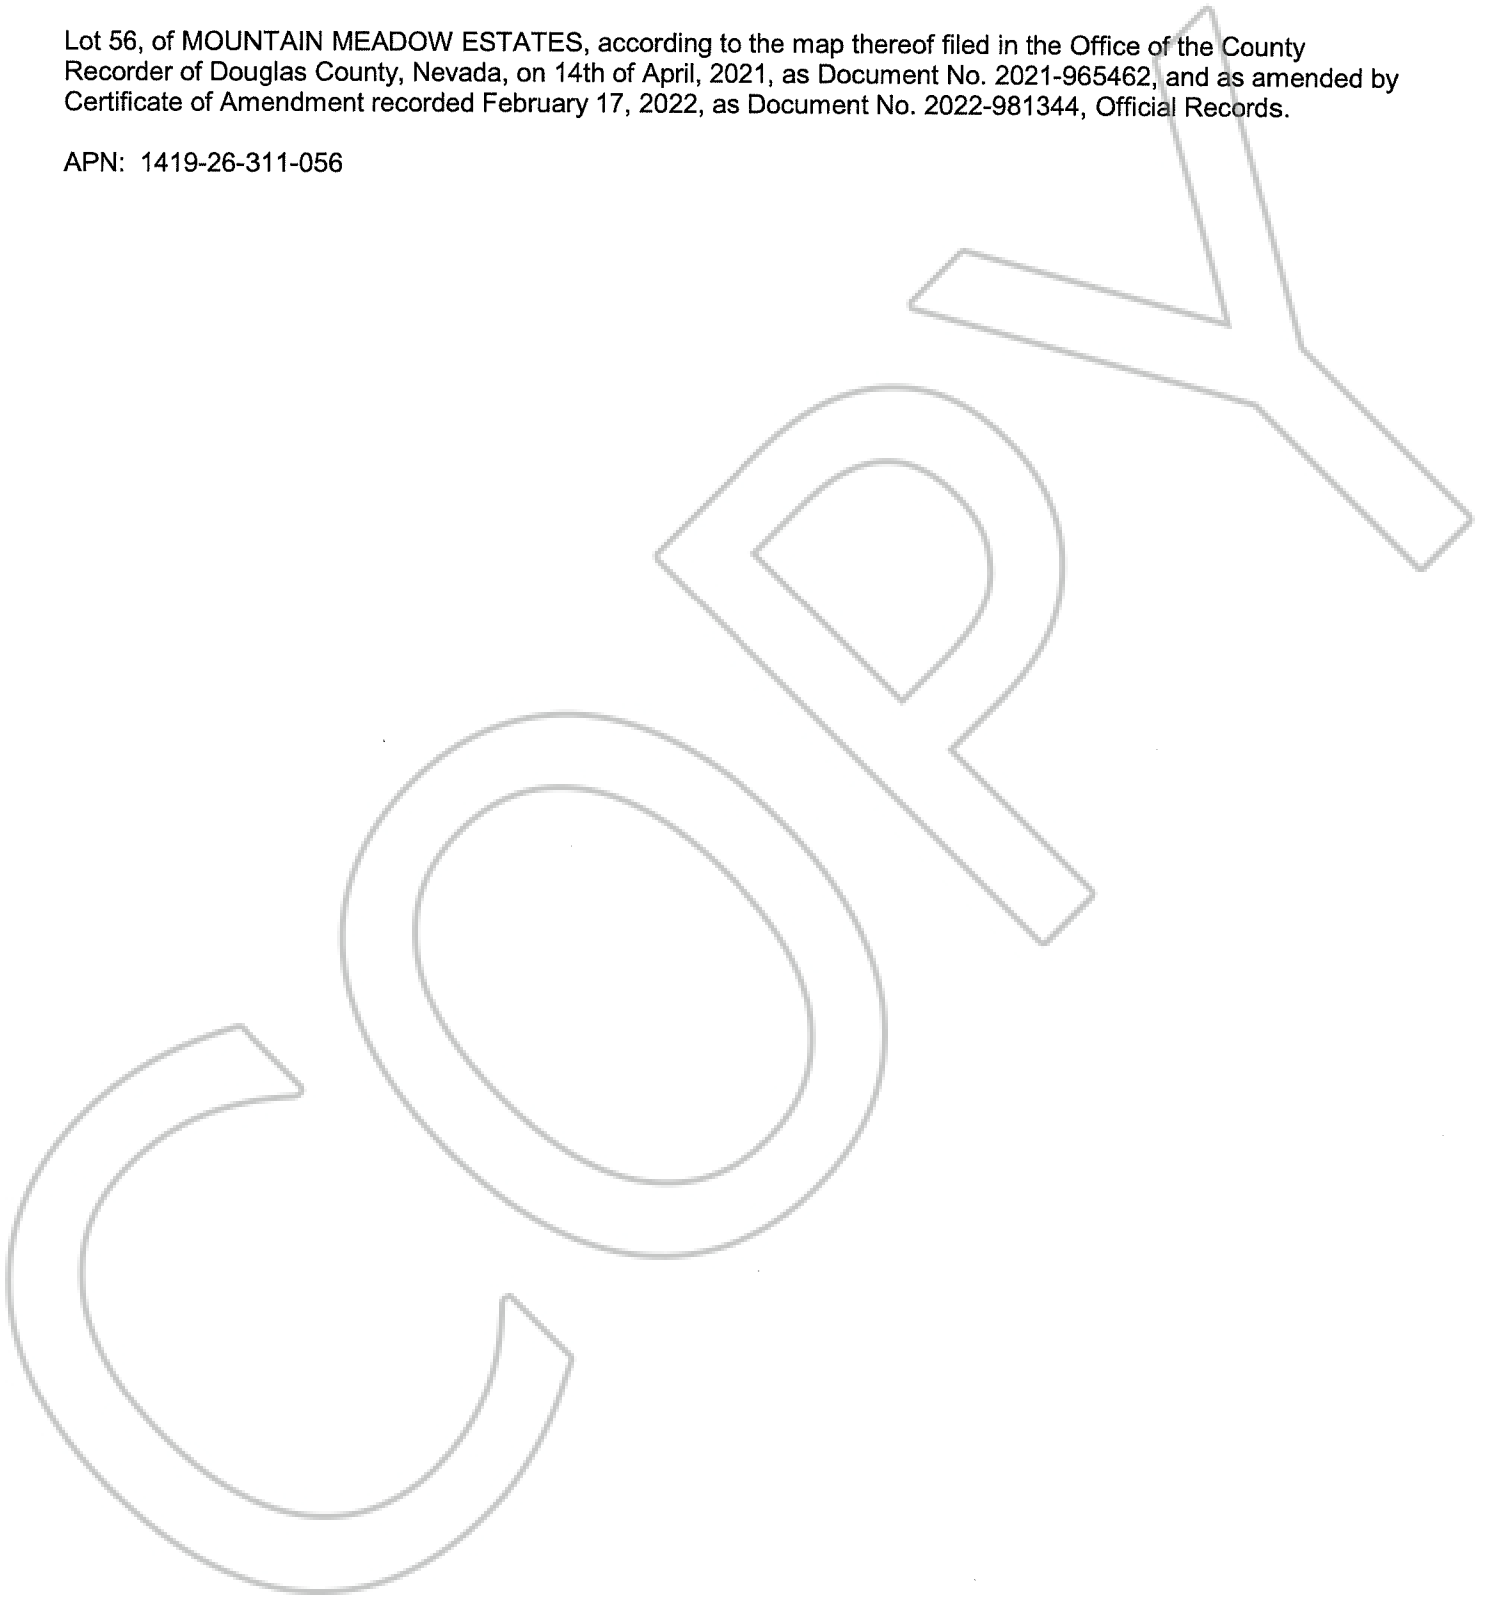 Lot 56, of MOUNTAIN MEADOW ESTATES, according to the map thereof filed in the Office of the County
Recorder of Douglas County, Nevada, on 14th of April, 2021, as Document No. 2021-965462, and as amended by
Certificate of Amendment recorded February 17, 2022, as Document No. 2022-981344, Official Records.
APN: 1419-26-311-056
COPY